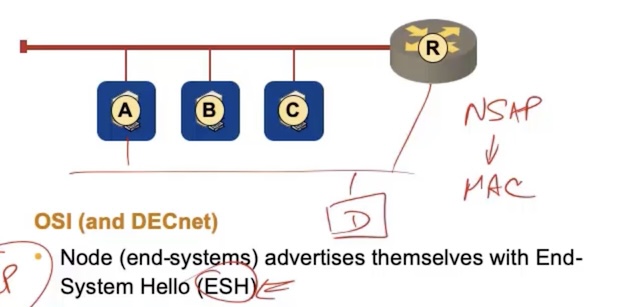 R
A B C
NSAP
MAC
D
OSI (and DECnet)
• Node (end-systems) advertises themselves with End-
System Hello (ESH)